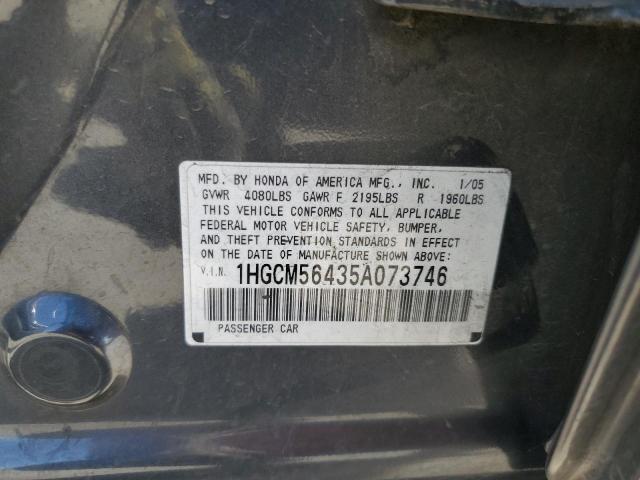 MFD. BY HONDA OF AMERICA MFG., INC. 1/05
GVWR 4080LBS GAWR F 2195LBS R 1960LBS
THIS VEHICLE CONFORMS TO ALL APPLICABLE
FEDERAL MOTOR VEHICLE SAFETY, BUMPER,
AND THEFT PREVENTION STANDARDS IN EFFECT
ON THE DATE OF MANUFACTURE SHOWN ABOVE:
V.I.N. 1HGCM56435A073746
PASSENGER CAR